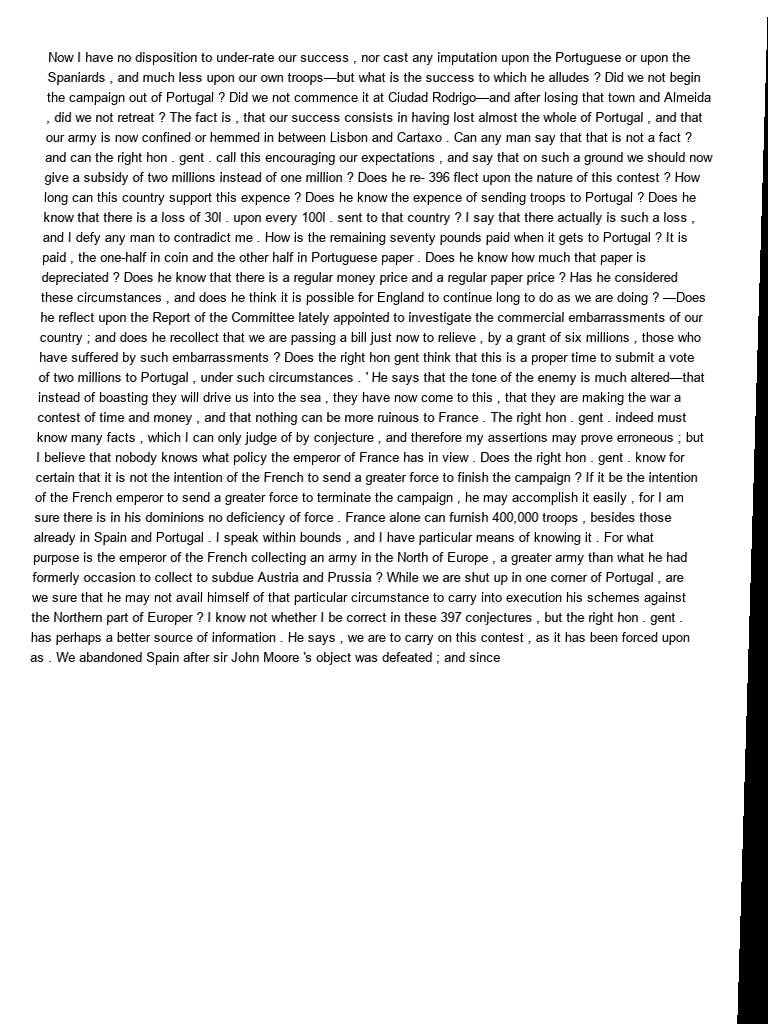 Now I have no disposition to under-rate our success , nor cast any imputation upon the Portuguese or upon the
Spaniards , and much less upon our own troops—but what is the success to which he alludes ? Did we not begin
the campaign out of Portugal ? Did we not commence it at Ciudad Rodrigo—and after losing that town and Almeida
, did we not retreat ? The fact is , that our success consists in having lost almost the whole of Portugal , and that
our army is now confined or hemmed in between Lisbon and Cartaxo . Can any man say that that is not a fact ?
and can the right hon . gent . call this encouraging our expectations , and say that on such a ground we should now
give a subsidy of two millions instead of one million ? Does he re- 396 flect upon the nature of this contest ? How
long can this country support this expence ? Does he know the expence of sending troops to Portugal ? Does he
know that there is a loss of 30l . upon every 100l . sent to that country ? I say that there actually is such a loss ,
and I defy any man to contradict me . How is the remaining seventy pounds paid when it gets to Portugal ? It is
paid , the one-half in coin and the other half in Portuguese paper . Does he know how much that paper is
depreciated ? Does he know that there is a regular money price and a regular paper price ? Has he considered
these circumstances , and does he think it is possible for England to continue long to do as we are doing ? —Does
he reflect upon the Report of the Committee lately appointed to investigate the commercial embarrassments of our
country ; and does he recollect that we are passing a bill just now to relieve , by a grant of six millions , those who
have suffered by such embarrassments ? Does the right hon gent think that this is a proper time to submit a vote
of two millions to Portugal , under such circumstances . ' He says that the tone of the enemy is much altered—that
instead of boasting they will drive us into the sea , they have now come to this , that they are making the war a
contest of time and money , and that nothing can be more ruinous to France . The right hon . gent . indeed must
know many facts , which I can only judge of by conjecture , and therefore my assertions may prove erroneous ; but
I believe that nobody knows what policy the emperor of France has in view . Does the right hon . gent . know for
certain that it is not the intention of the French to send a greater force to finish the campaign ? If it be the intention
of the French emperor to send a greater force to terminate the campaign , he may accomplish it easily , for I am
sure there is in his dominions no deficiency of force . France alone can furnish 400,000 troops , besides those
already in Spain and Portugal . I speak within bounds , and I have particular means of knowing it . For what
purpose is the emperor of the French collecting an army in the North of Europe , a greater army than what he had
formerly occasion to collect to subdue Austria and Prussia ? While we are shut up in one corner of Portugal , are
we sure that he may not avail himself of that particular circumstance to carry into execution his schemes against
the Northern part of Europer ? I know not whether I be correct in these 397 conjectures , but the right hon . gent .
has perhaps a better source of information . He says , we are to carry on this contest , as it has been forced upon
as . We abandoned Spain after sir John Moore 's object was defeated ; and since